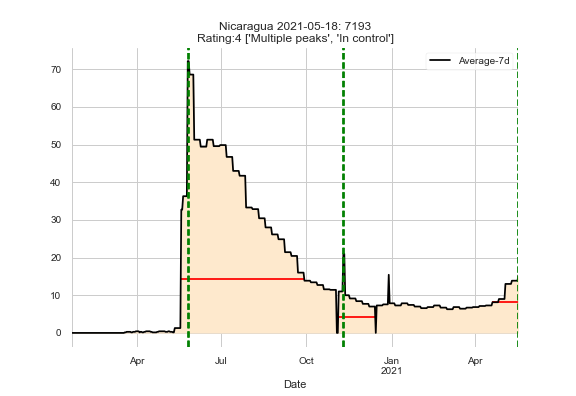 Nicaragua 2021-05-18: 7193
Rating:4 ['Multiple peaks', 'In control']
Average-7d
70
60
50
40
30
20
10
0
Apr
Jul
Oct
Jan
2021
Apr
Date